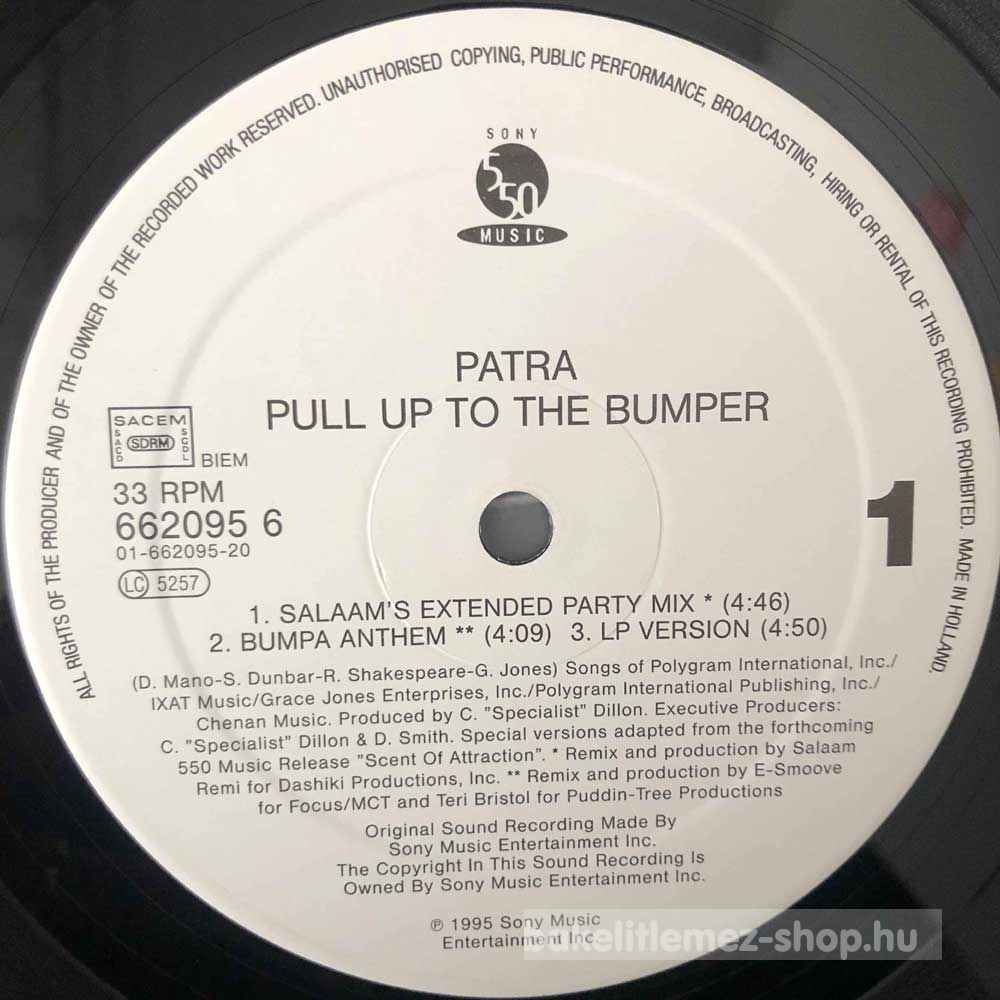 ALL RIGHTS OF THE PRODUCER AND OF THE OWNER OF THE RECORDED WORK RESERVED. UNAUTHORISED COPYING, PUBLIC PERFORMANCE, BROADCASTING, HIRING OR RENTAL OF THIS RECORDING PROHIBITED. MADE IN HOLLAND.
SONY
550
MUSIC
PATRA
PULL UP TO THE BUMPER
SACEM
SACD SDRM SGDL
BIEM
33 RPM
662095 6
01-662095-20
LC 5257
1
1. SALAAM'S EXTENDED PARTY MIX * (4:46)
2. BUMPA ANTHEM ** (4:09) 3. LP VERSION (4:50)
(D. Mano-S. Dunbar-R. Shakespeare-G. Jones) Songs of Polygram International, Inc./
IXAT Music/Grace Jones Enterprises, Inc./Polygram International Publishing, Inc./
Chenan Music. Produced by C. "Specialist" Dillon. Executive Producers:
C. "Specialist" Dillon & D. Smith. Special versions adapted from the forthcoming
550 Music Release "Scent Of Attraction". * Remix and production by Salaam
Remi for Dashiki Productions, Inc. ** Remix and production by E-Smoove
for Focus/MCT and Teri Bristol for Puddin-Tree Productions
Original Sound Recording Made By
Sony Music Entertainment Inc.
The Copyright In This Sound Recording Is
Owned By Sony Music Entertainment Inc.
℗ 1995 Sony Music
Entertainment Inc.
bakelitlemez-shop.hu